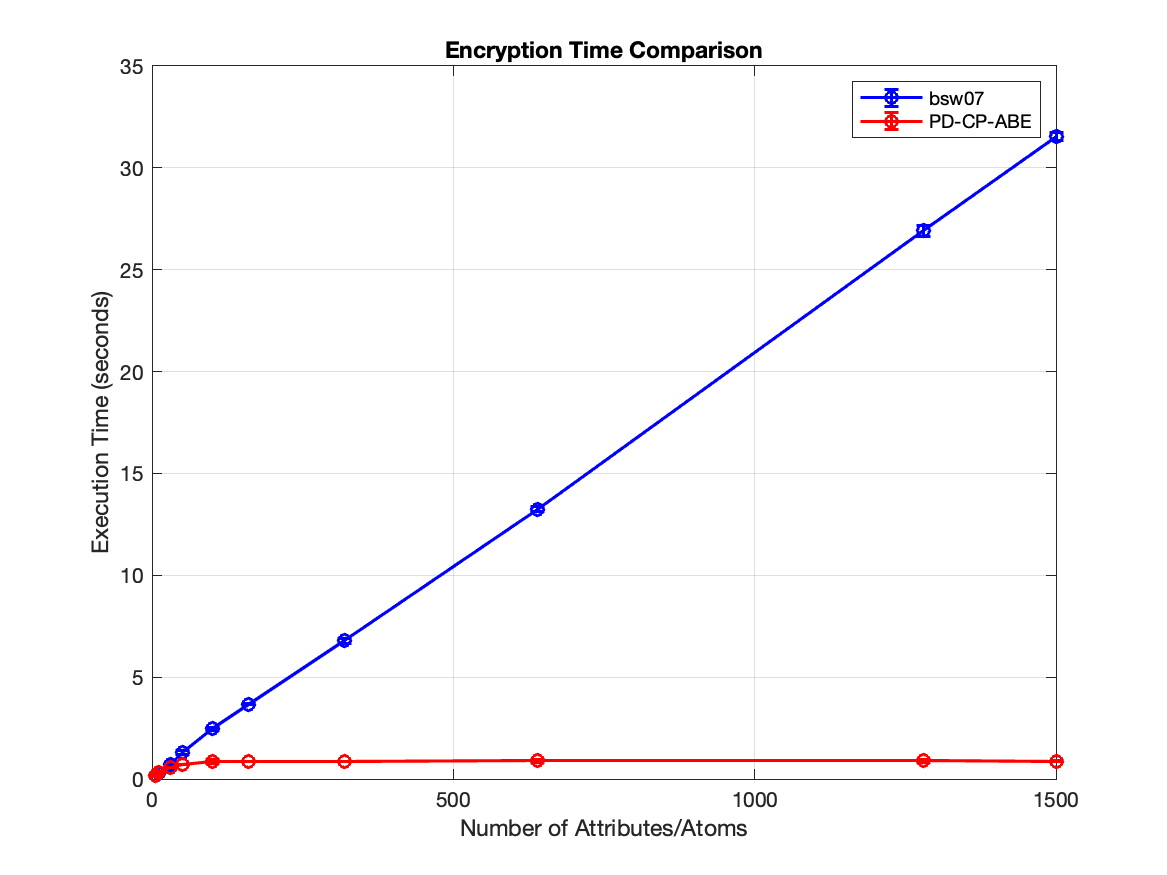 Encryption Time Comparison
bsw07
PD-CP-ABE
35
30
25
20
15
10
5
0
Execution Time (seconds)
0 500 1000 1500
Number of Attributes/Atoms